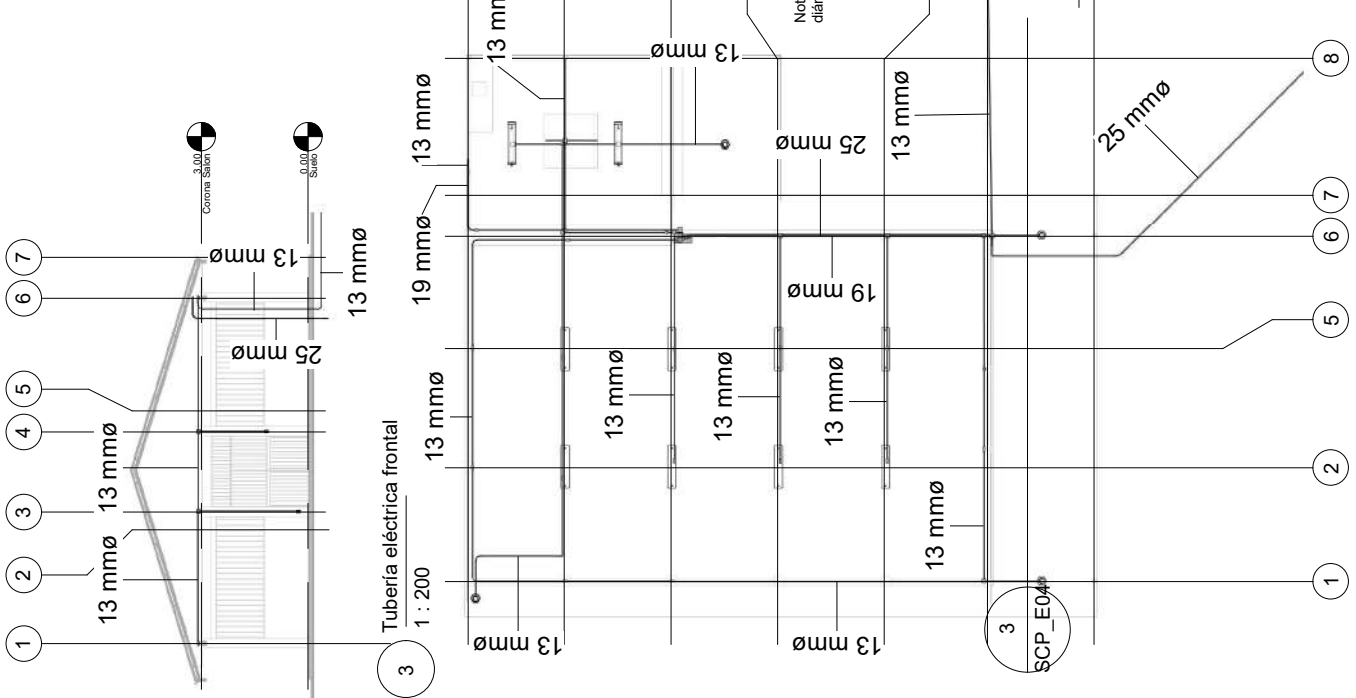 1
2
3
4
5
6
7
3.00
Corona Salon
0.00
Suelo
13 mmø
13 mmø
13 mmø
25 mmø
13 mmø
3
Tubería eléctrica frontal
1 : 200
13 mmø
19 mmø
13 mmø
13 mm
13 mmø
25 mmø
13 mmø
25 mmø
19 mmø
13 mmø
13 mmø
13 mmø
13 mmø
13 mmø
13 mmø
3
SCP_E04
1
2
5
6
7
8